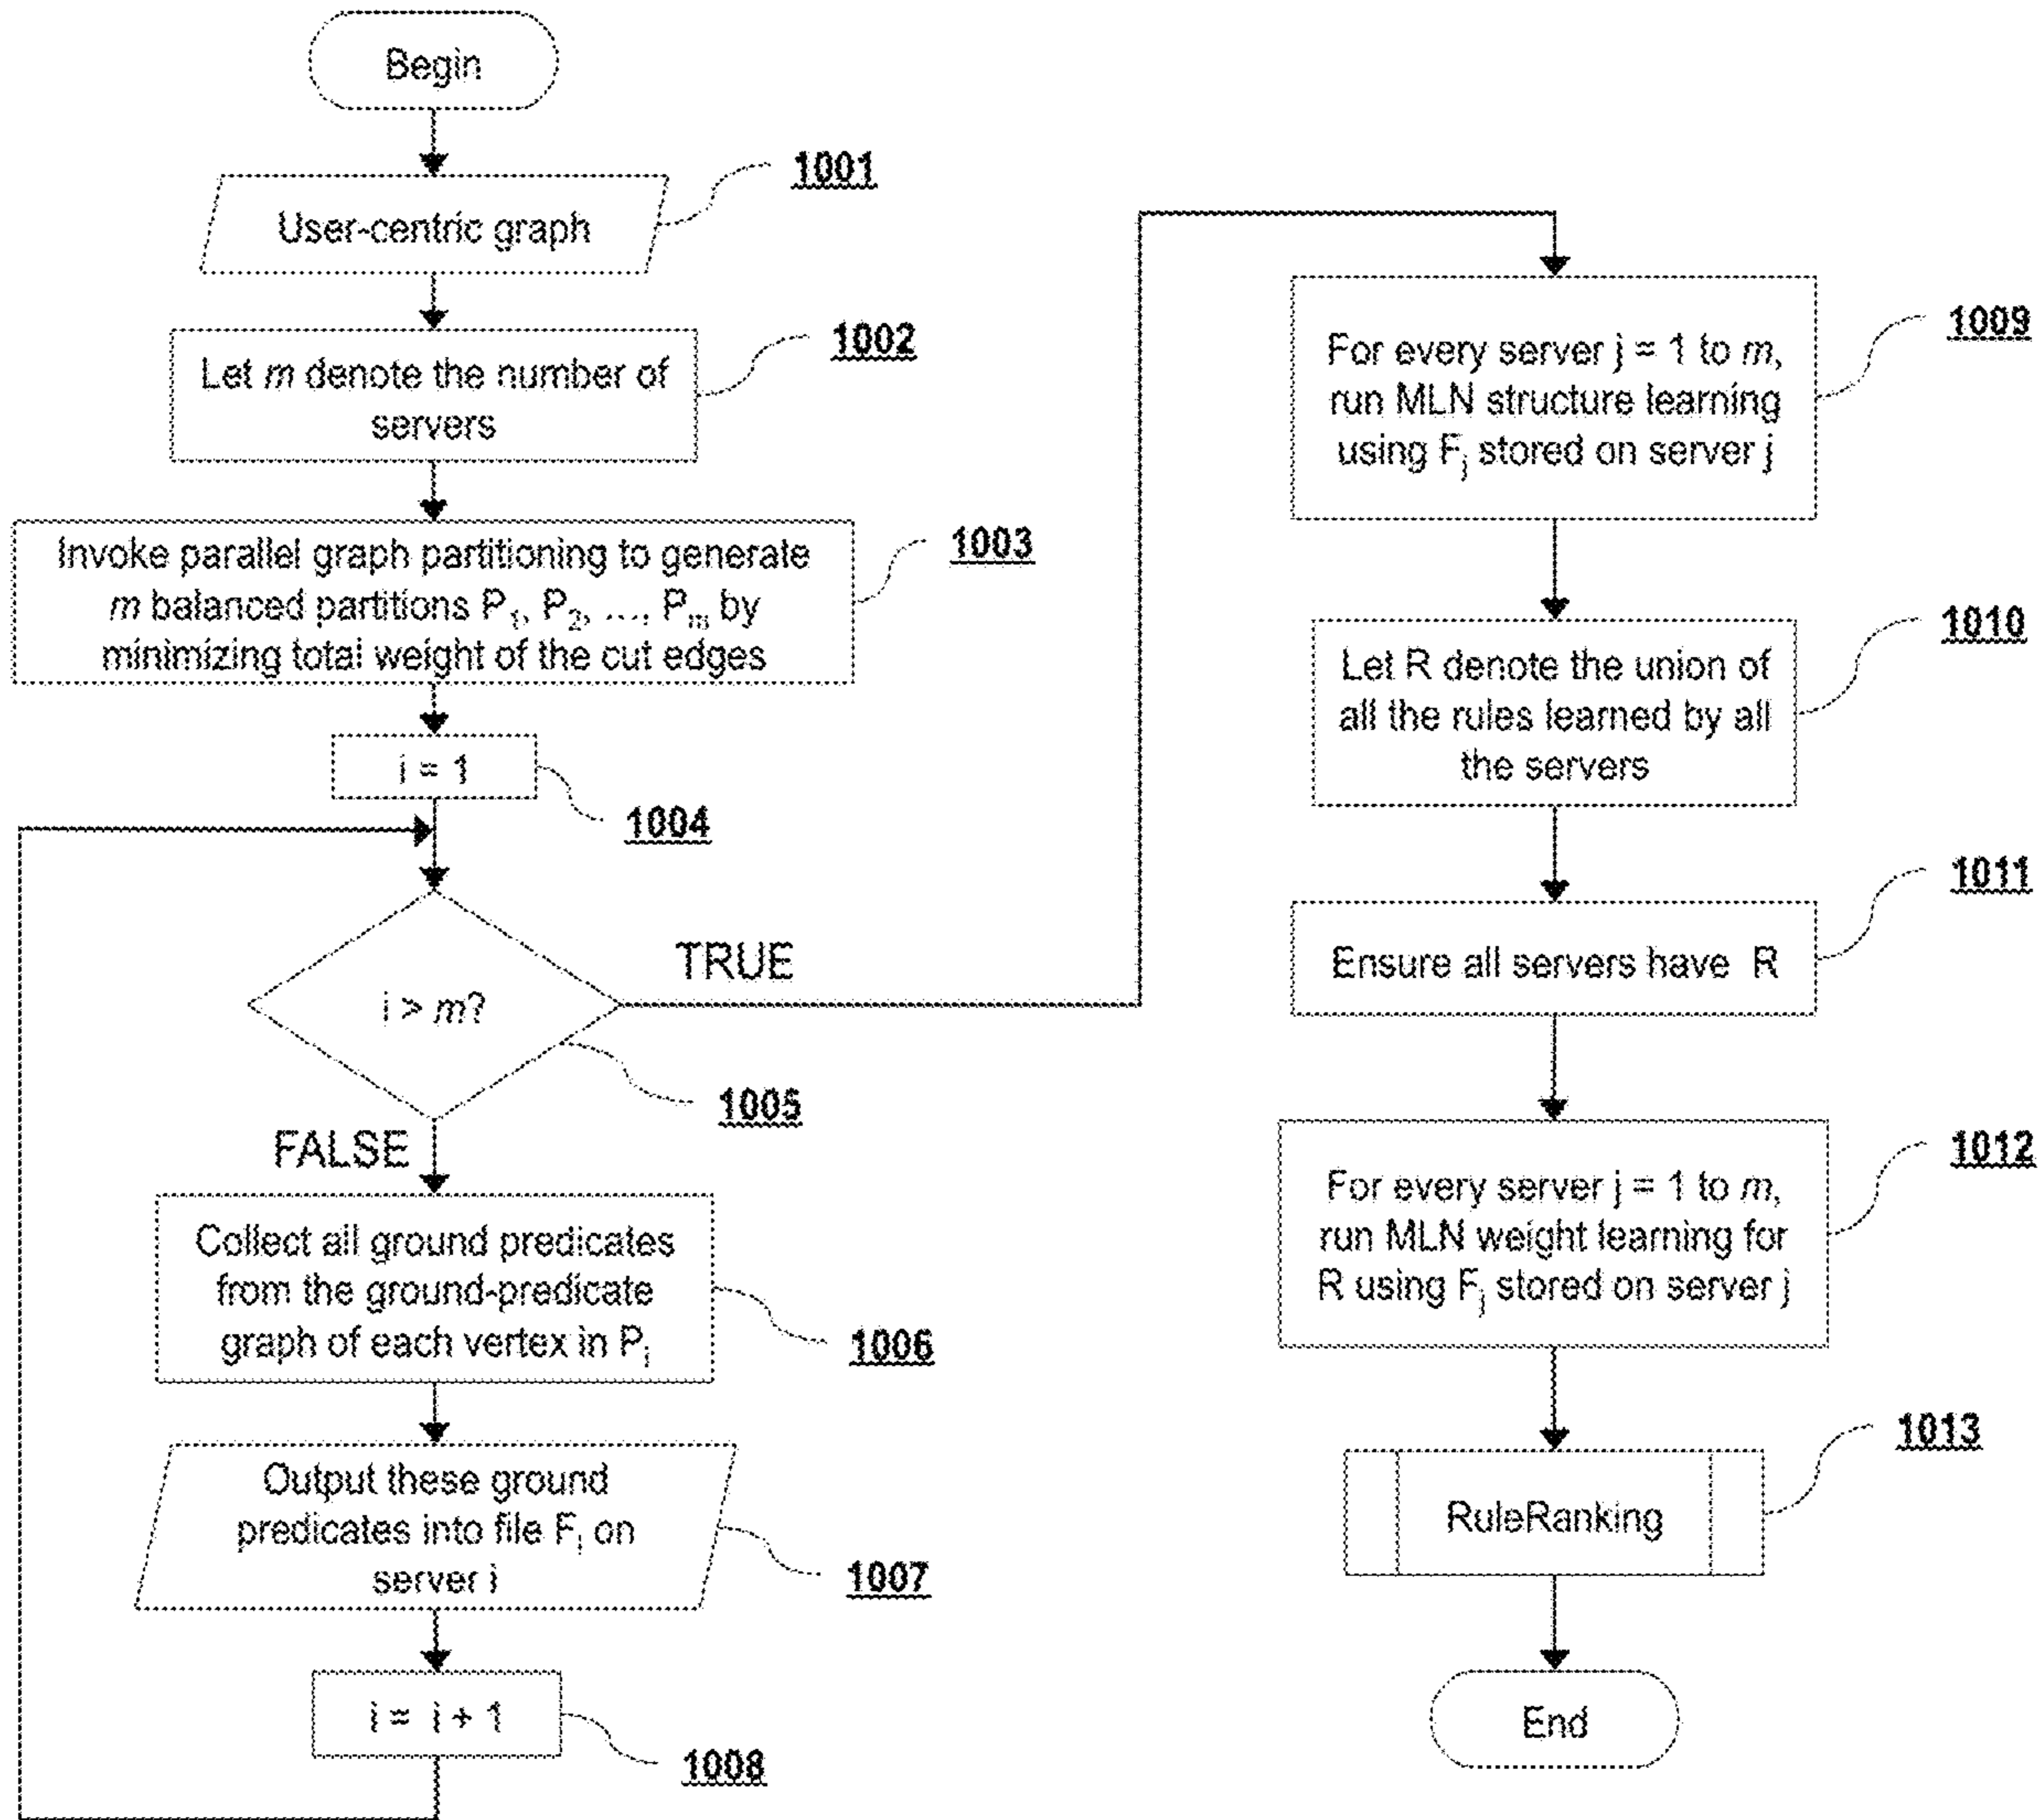 Begin
1001
User-centric graph
1002
Let m denote the number of
servers
1003
Invoke parallel graph partitioning to generate
m balanced partitions P₁, P₂, ..., Pₘ by
minimizing total weight of the cut edges
i = 1
1004
i > m?
TRUE
1005
FALSE
Collect all ground predicates
from the ground-predicate
graph of each vertex in Pᵢ
1006
Output these ground
predicates into file Fᵢ on
server i
1007
i = i + 1
1008
1009
For every server j = 1 to m,
run MLN structure learning
using Fⱼ stored on server j
1010
Let R denote the union of
all the rules learned by all
the servers
1011
Ensure all servers have R
1012
For every server j = 1 to m,
run MLN weight learning for
R using Fⱼ stored on server j
1013
RuleRanking
End